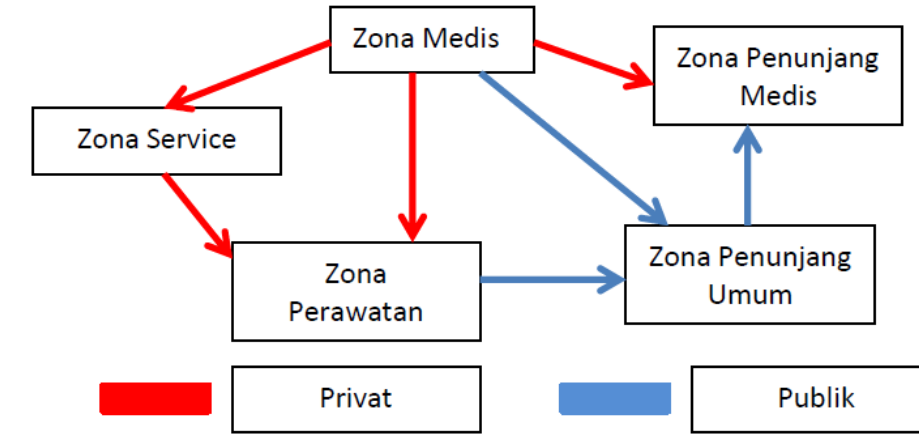 Zona Medis
Zona Penunjang
Medis
Zona Service
Zona Penunjang
Umum
Zona
Perawatan
Privat
Publik